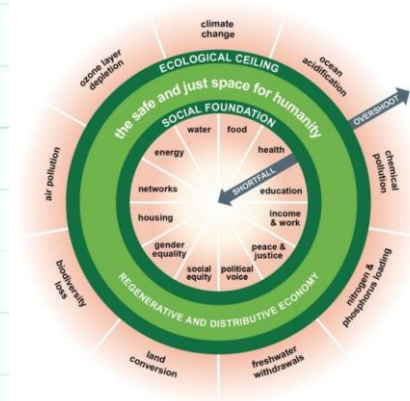 climate
change
ocean
acidification
chemical
pollution
nitrogen &
phosphorus loading
freshwater
withdrawals
land
conversion
biodiversity
loss
air pollution
ozone layer
depletion
ECOLOGICAL CEILING
the safe and just space for humanity
SOCIAL FOUNDATION
OVERSHOOT
SHORTFALL
water
food
health
education
income
& work
peace &
justice
political
voice
social
equity
gender
equality
housing
networks
energy
REGENERATIVE AND DISTRIBUTIVE ECONOMY